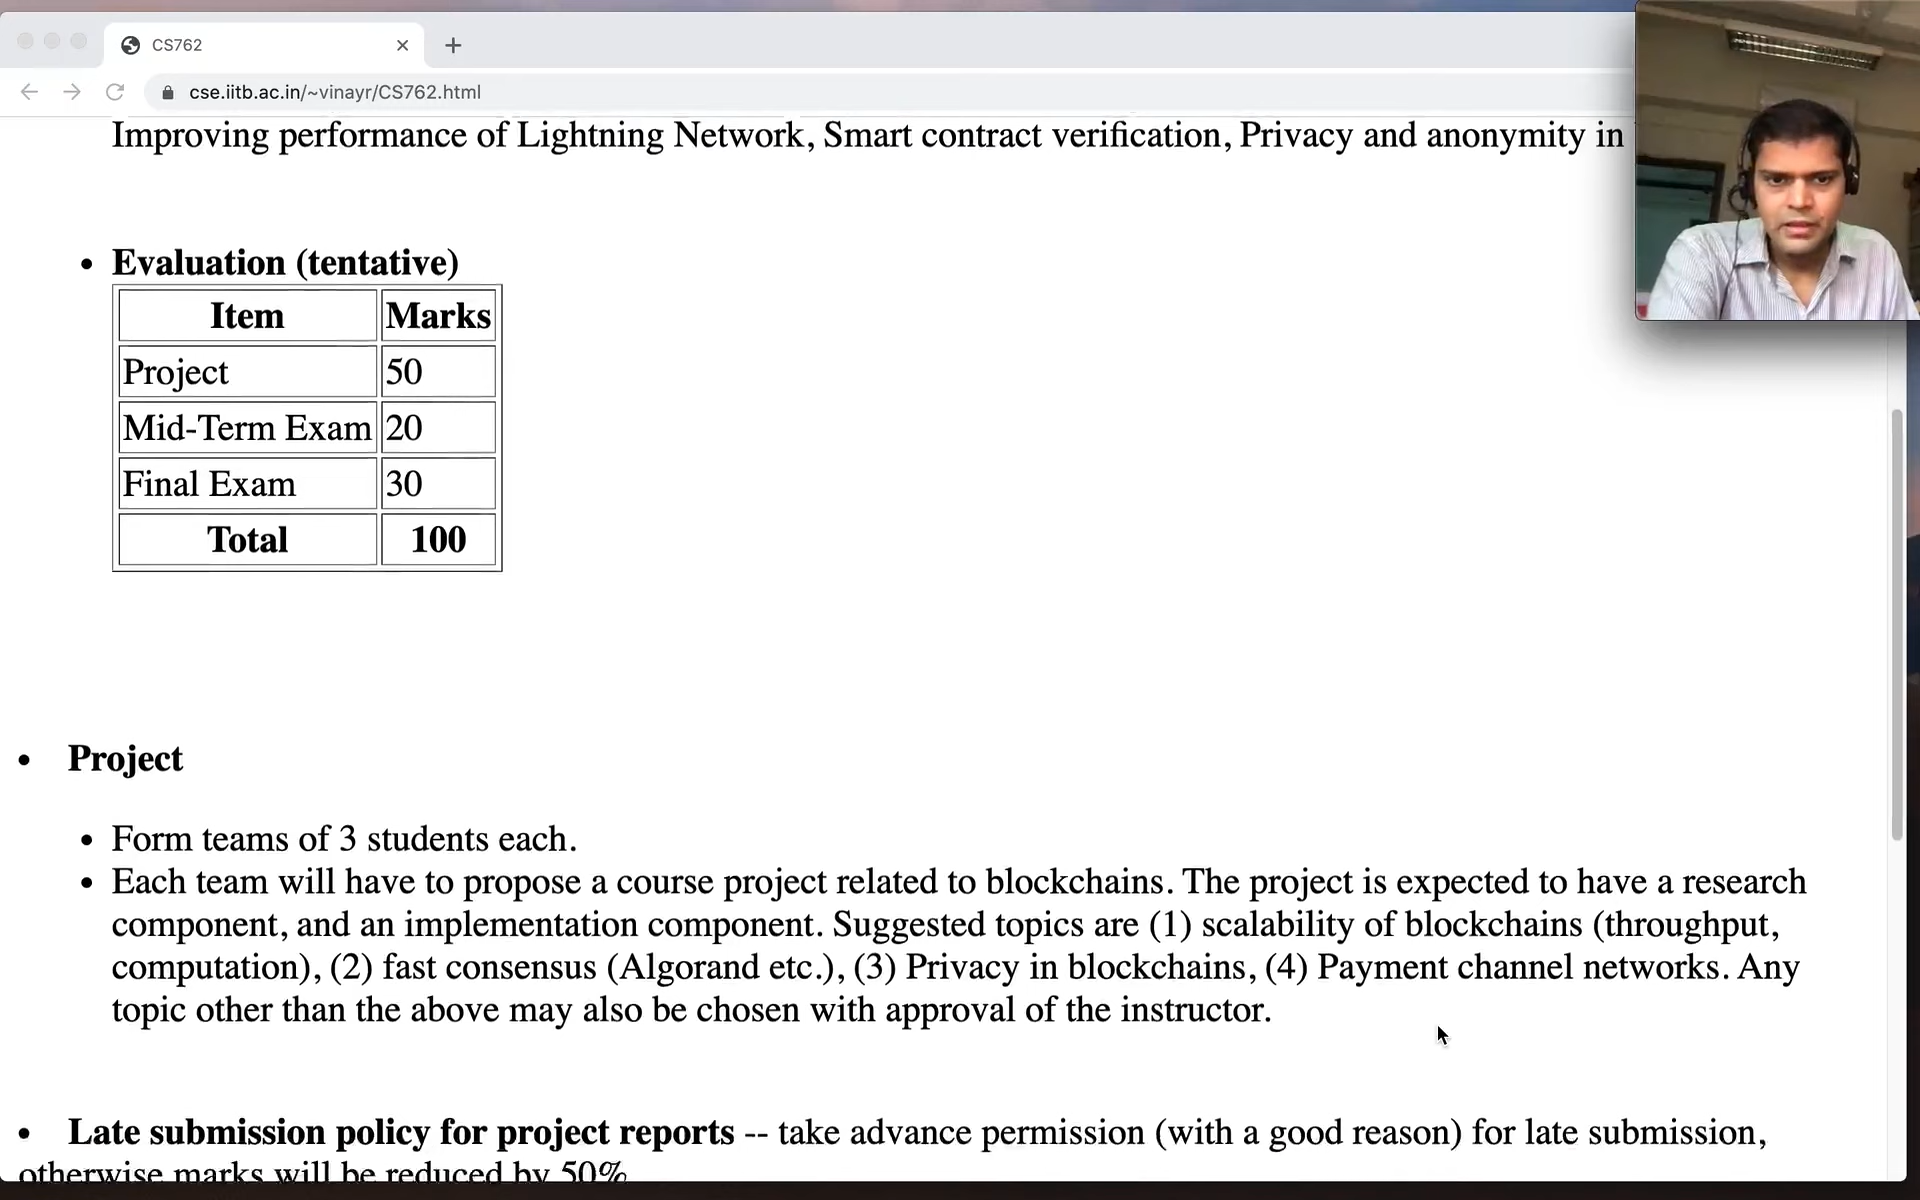 CS762
cse.iitb.ac.in/~vinayr/CS762.html
Improving performance of Lightning Network, Smart contract verification, Privacy and anonymity in
• Evaluation (tentative)
Item Marks
Project 50
Mid-Term Exam 20
Final Exam 30
Total 100
• Project
• Form teams of 3 students each.
• Each team will have to propose a course project related to blockchains. The project is expected to have a research
component, and an implementation component. Suggested topics are (1) scalability of blockchains (throughput,
computation), (2) fast consensus (Algorand etc.), (3) Privacy in blockchains, (4) Payment channel networks. Any
topic other than the above may also be chosen with approval of the instructor.
• Late submission policy for project reports -- take advance permission (with a good reason) for late submission,
otherwise marks will be reduced by 50%